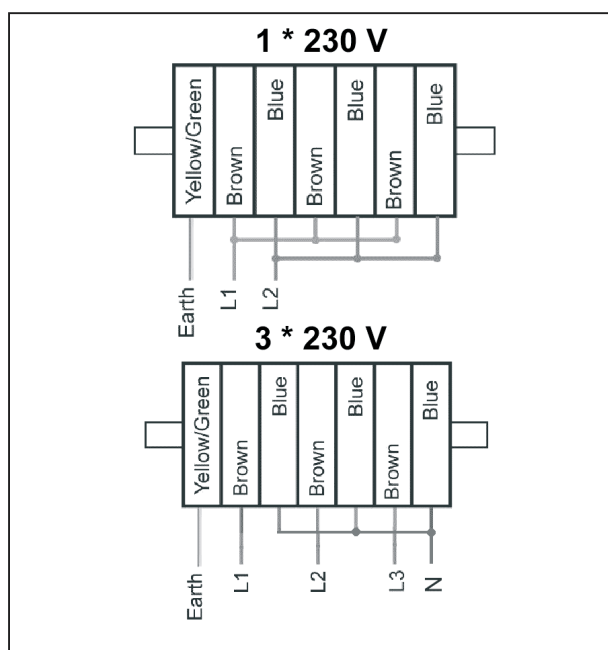 1 * 230 V
Yellow/Green
Brown
Blue
Brown
Blue
Brown
Blue
Earth
L1
L2
3 * 230 V
Yellow/Green
Brown
Blue
Brown
Blue
Brown
Blue
Earth
L1
L2
L3
N